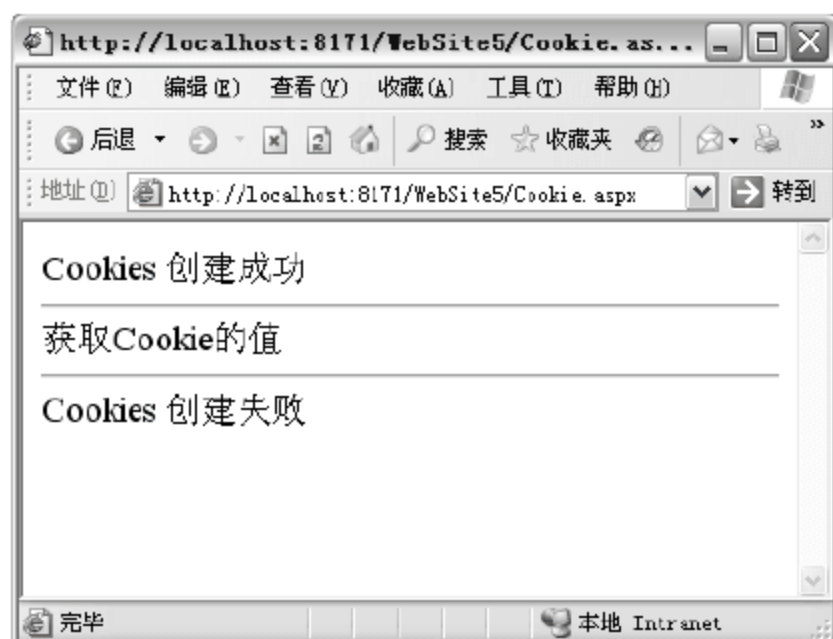 http://localhost:8171/WebSite5/Cookie.as...
文件(F) 编辑(E) 查看(V) 收藏(A) 工具(T) 帮助(H)
后退 搜索 收藏夹 »
地址(D) http://localhost:8171/WebSite5/Cookie.aspx 转到
Cookies 创建成功
获取Cookie的值
Cookies 创建失败
完毕 本地 Intranet